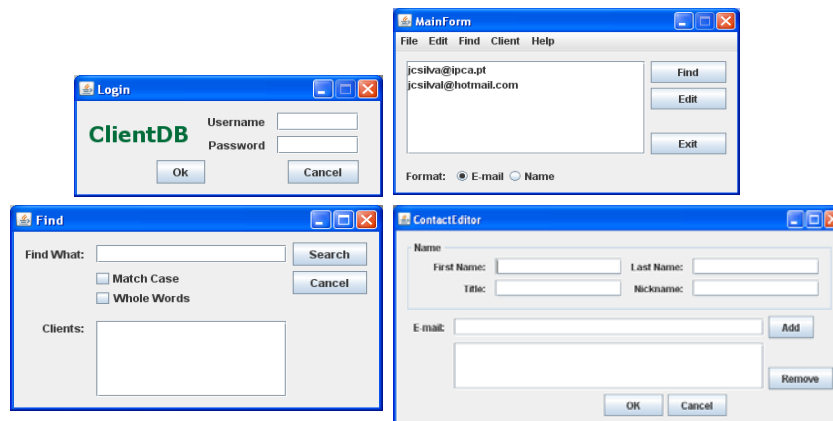 Login
ClientDB
Username
Password
Ok Cancel
MainForm
File Edit Find Client Help
jcsilva@ipca.pt
jcsilval@hotmail.com
Find
Edit
Exit
Format: E-mail Name
Find
Find What: Search
Match Case Cancel
Whole Words
Clients:
ContactEditor
Name
First Name: Last Name:
Title: Nickname:
E-mail: Add
Remove
OK Cancel